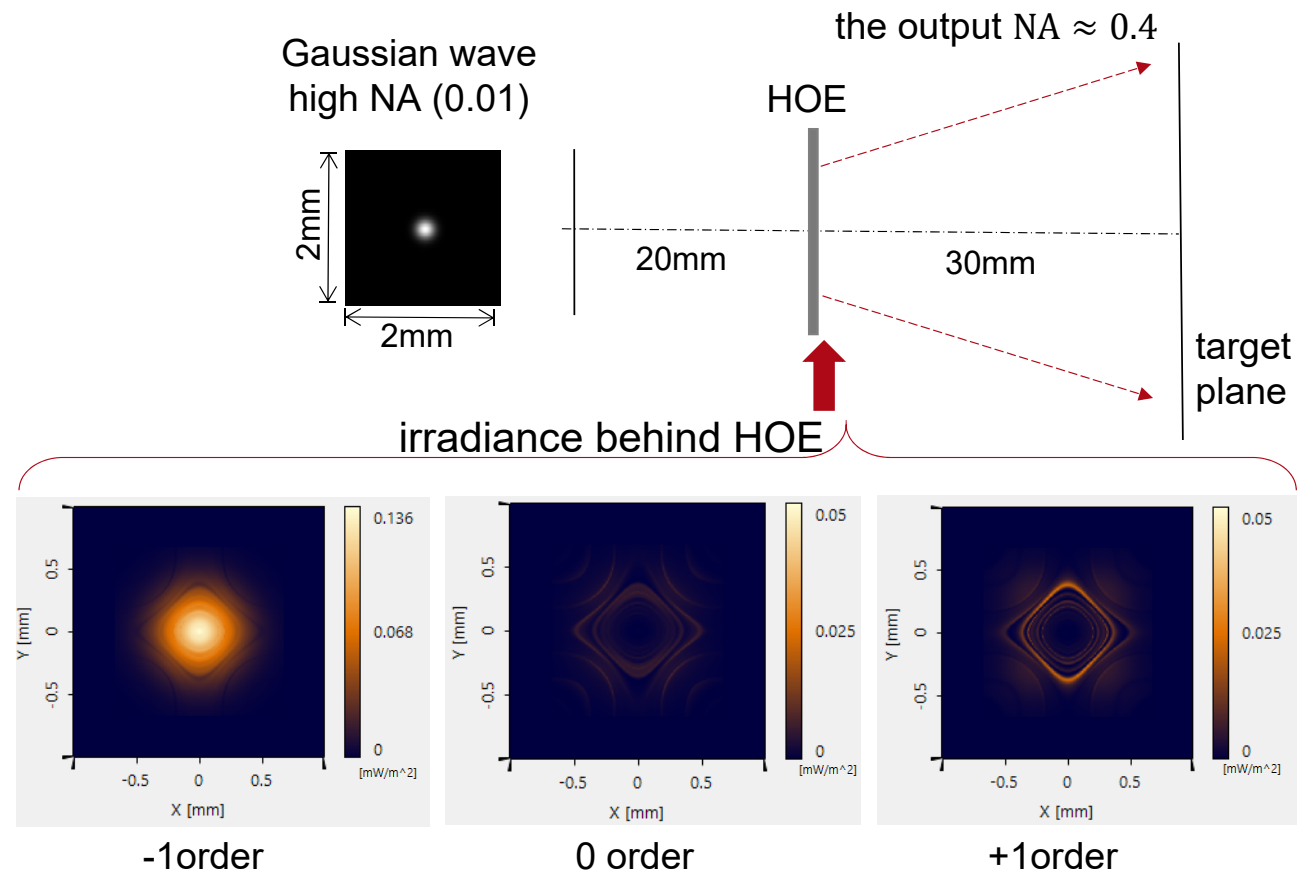 the output NA ≈ 0.4
Gaussian wave
high NA (0.01)
HOE
2mm
2mm
20mm
30mm
target
plane
irradiance behind HOE
0.136
0.068
0
[mW/m^2]
Y [mm]
0.5
0
-0.5
-0.5
0
0.5
X [mm]
-1order
0.05
0.025
0
[mW/m^2]
Y [mm]
0.5
0
-0.5
-0.5
0
0.5
X [mm]
0 order
0.05
0.025
0
[mW/m^2]
Y [mm]
0.5
0
-0.5
-0.5
0
0.5
X [mm]
+1order